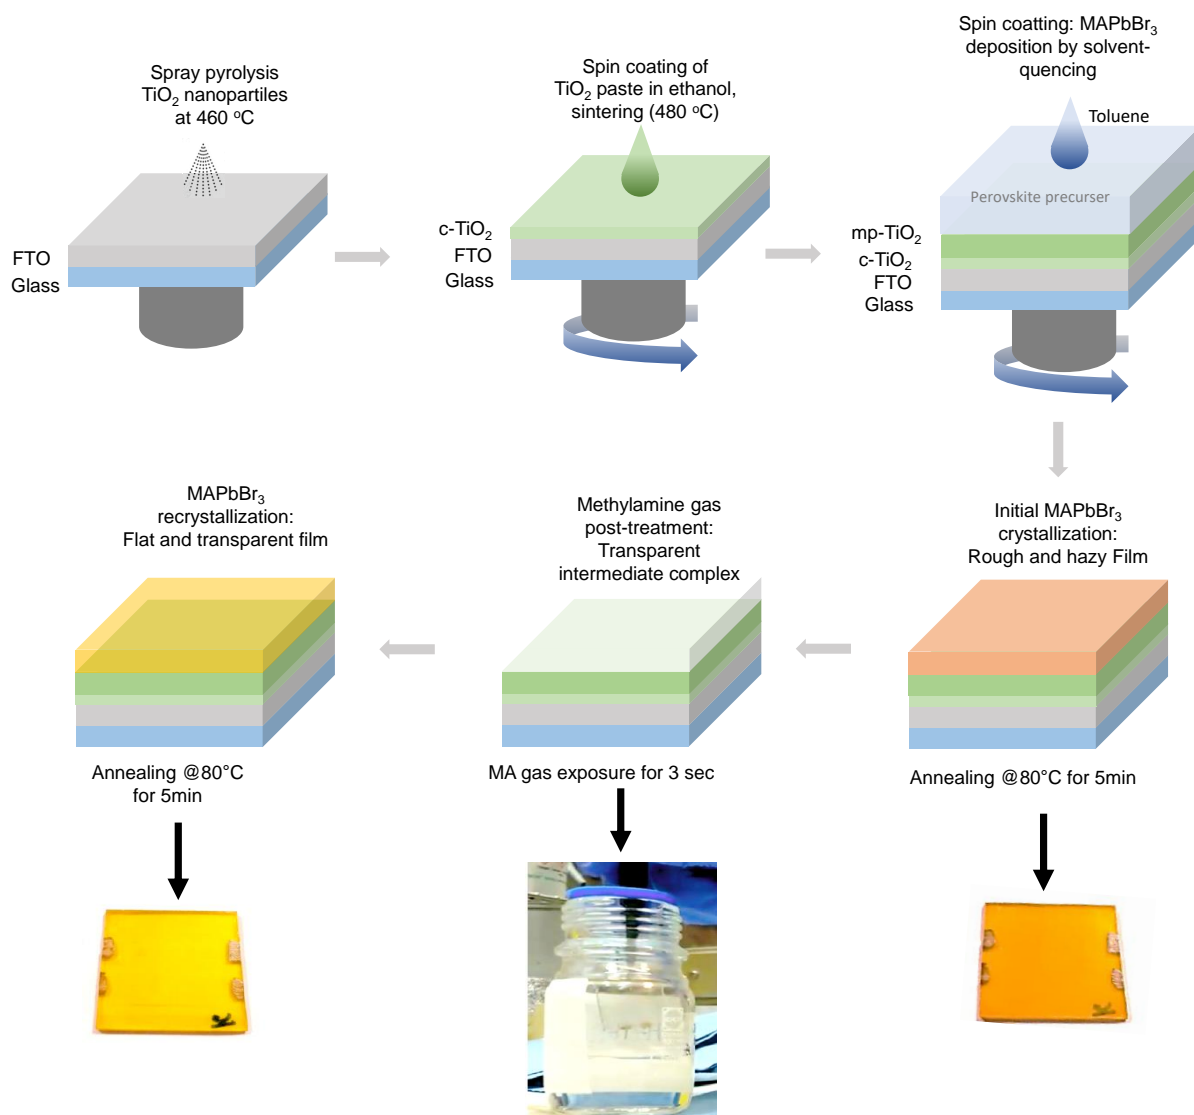 Spray pyrolysis
TiO₂ nanopartiles
at 460 °C
FTO
Glass
Spin coating of
TiO₂ paste in ethanol,
sintering (480 °C)
c-TiO₂
FTO
Glass
Spin coatting: MAPbBr₃
deposition by solvent-
quencing
Toluene
Perovskite precurser
mp-TiO₂
c-TiO₂
FTO
Glass
Initial MAPbBr₃
crystallization:
Rough and hazy Film
Annealing @80°C for 5min
Methylamine gas
post-treatment:
Transparent
intermediate complex
MA gas exposure for 3 sec
MAPbBr₃
recrystallization:
Flat and transparent film
Annealing @80°C
for 5min